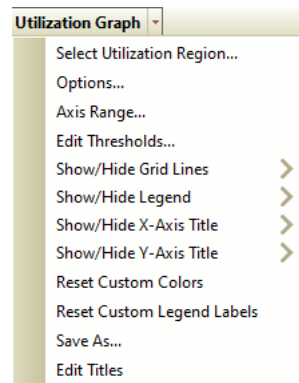 Utilization Graph
Select Utilization Region...
Options...
Axis Range...
Edit Thresholds...
Show/Hide Grid Lines
Show/Hide Legend
Show/Hide X-Axis Title
Show/Hide Y-Axis Title
Reset Custom Colors
Reset Custom Legend Labels
Save As...
Edit Titles